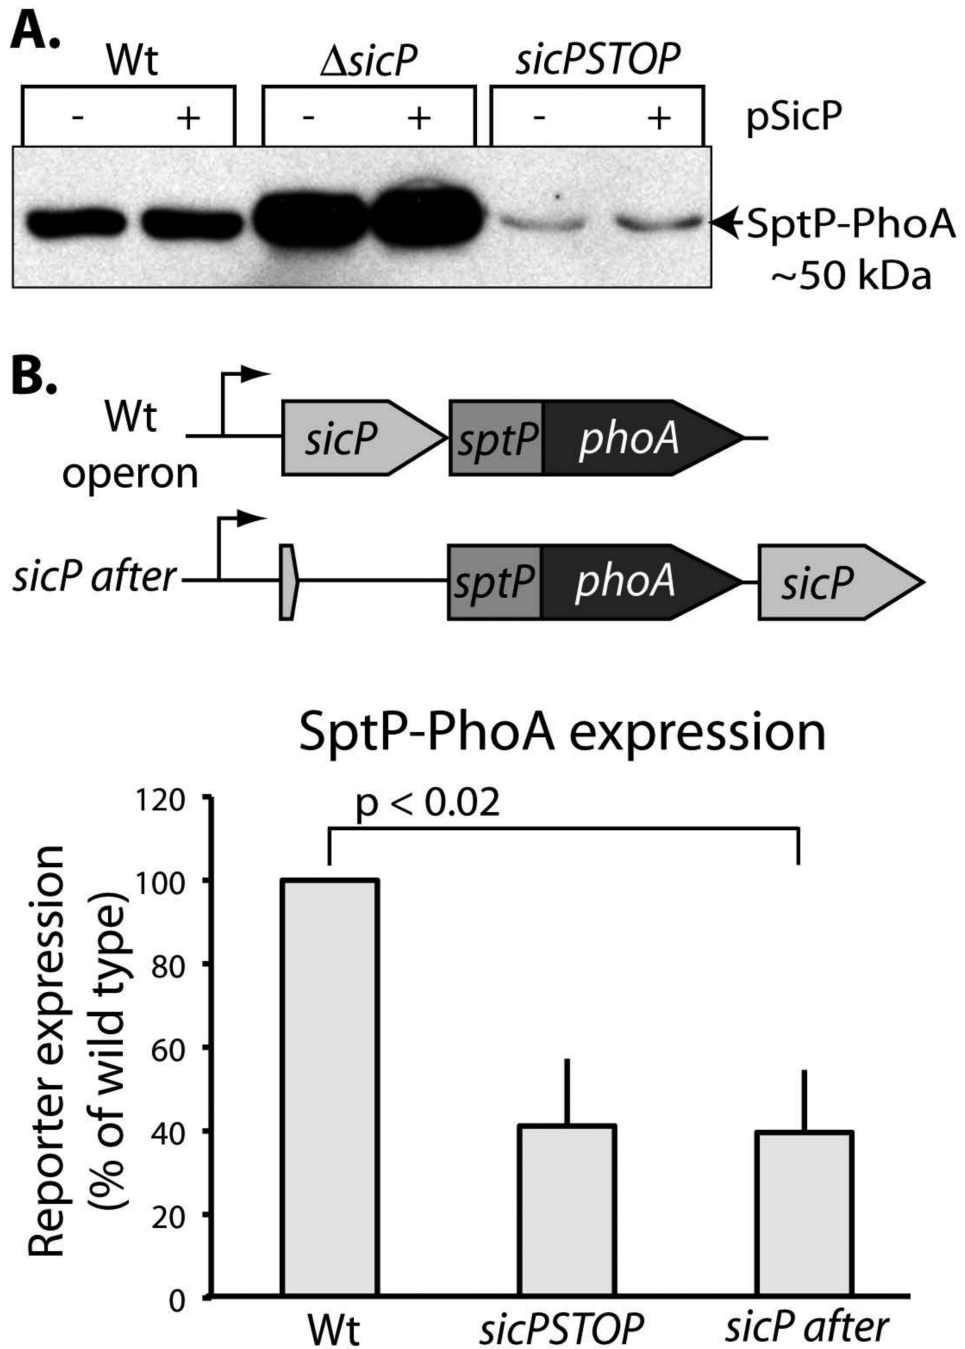 A.
Wt ΔsicP sicPSTOP
- + - + - + pSicP
SptP-PhoA
~50 kDa
B.
Wt
operon
sicP sptP phoA
sicP after
sptP phoA sicP
SptP-PhoA expression
p < 0.02
Reporter expression
(% of wild type)
120
100
80
60
40
20
0
Wt sicPSTOP sicP after